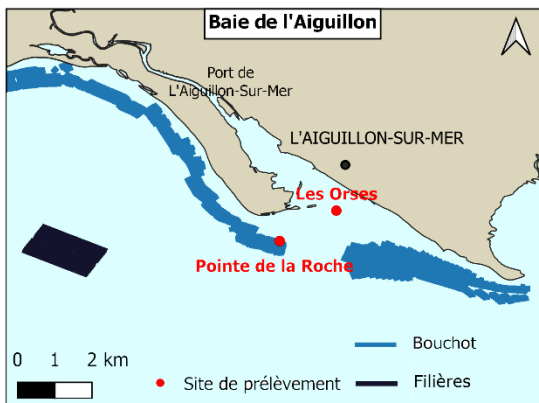 Baie de l'Aiguillon
Port de
L'Aiguillon-Sur-Mer
L'AIGUILLON-SUR-MER
Les Orses
Pointe de la Roche
0 1 2 km
Bouchot
Site de prélèvement
Filières